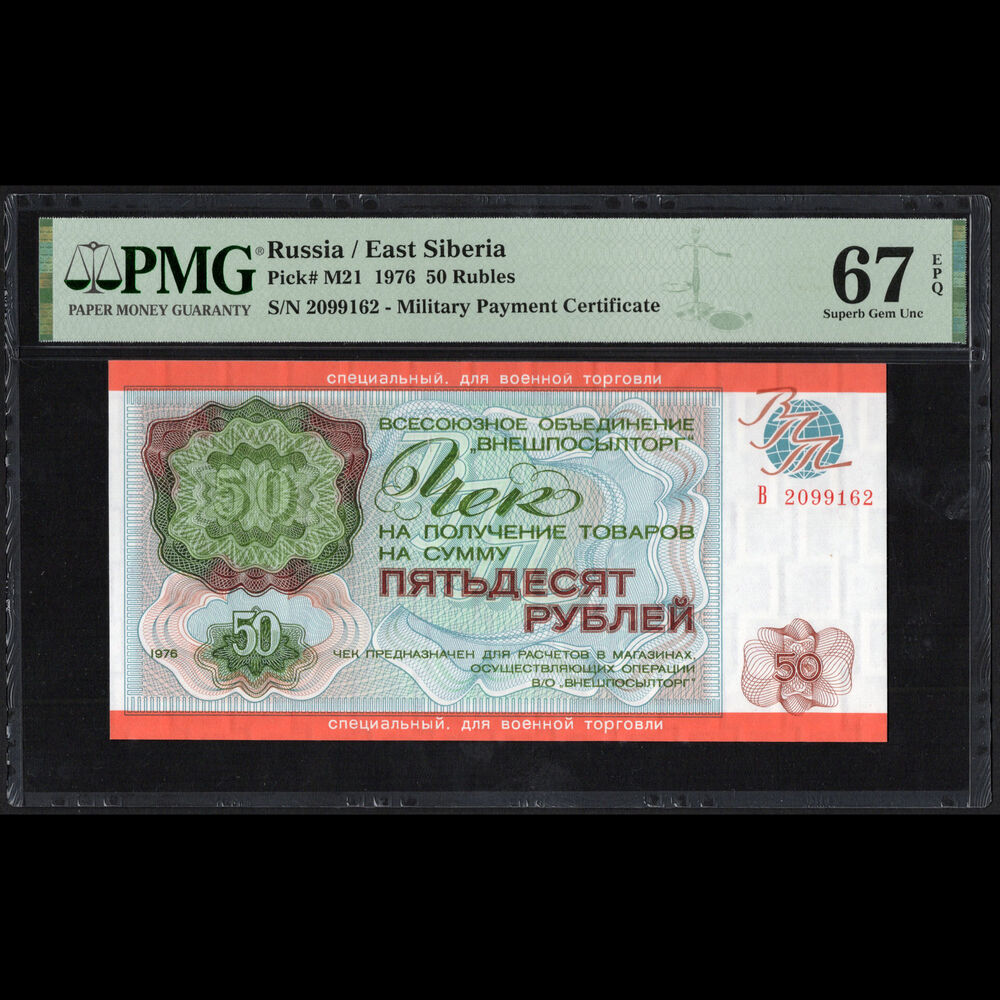 PMG®
PAPER MONEY GUARANTY
Russia / East Siberia
Pick# M21 1976 50 Rubles
S/N 2099162 - Military Payment Certificate
67 EPQ
Superb Gem Unc
специальный. для военной торговли
ВСЕСОЮЗНОЕ ОБЪЕДИНЕНИЕ
„ВНЕШПОСЫЛТОРГ"
Чек
НА ПОЛУЧЕНИЕ ТОВАРОВ
НА СУММУ
ПЯТЬДЕСЯТ
РУБЛЕЙ
ЧЕК ПРЕДНАЗНАЧЕН ДЛЯ РАСЧЕТОВ В МАГАЗИНАХ,
ОСУЩЕСТВЛЯЮЩИХ ОПЕРАЦИИ
В/О „ВНЕШПОСЫЛТОРГ"
50
50
1976
ВПТ
В 2099162
50
специальный. для военной торговли